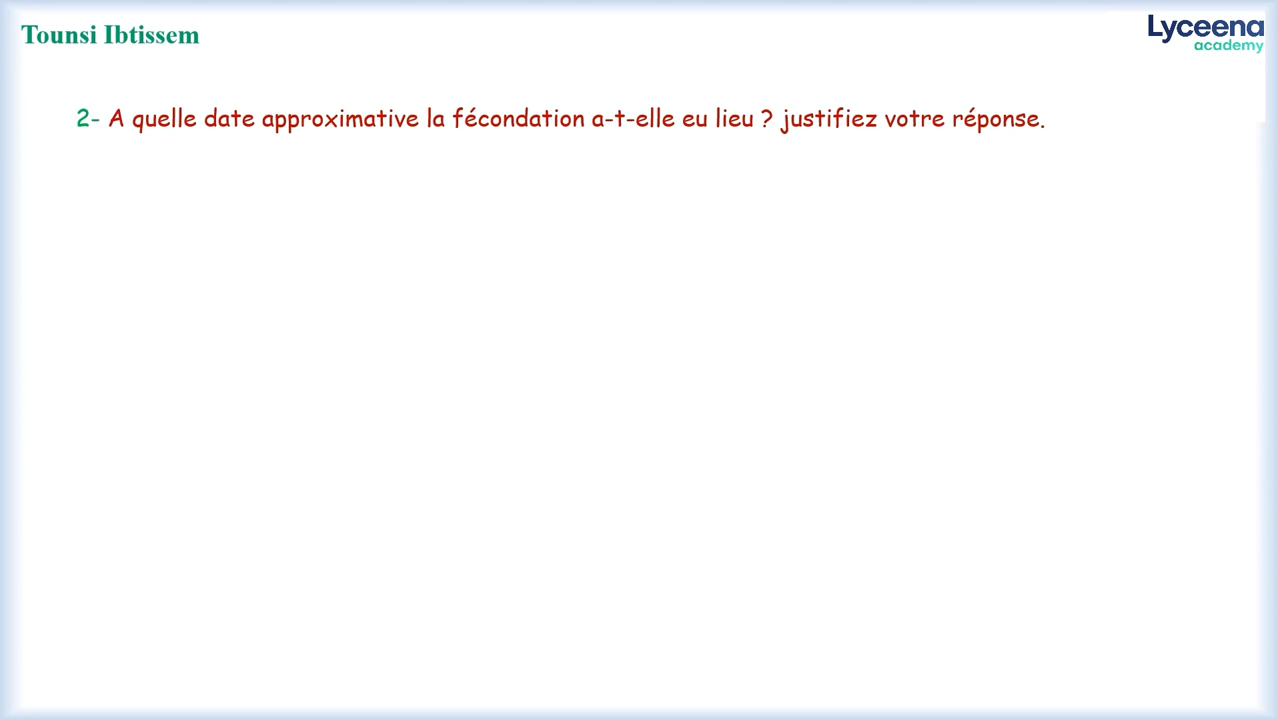 Tounsi Ibtissem
Lyceena
academy
2- A quelle date approximative la fécondation a-t-elle eu lieu ? justifiez votre réponse.